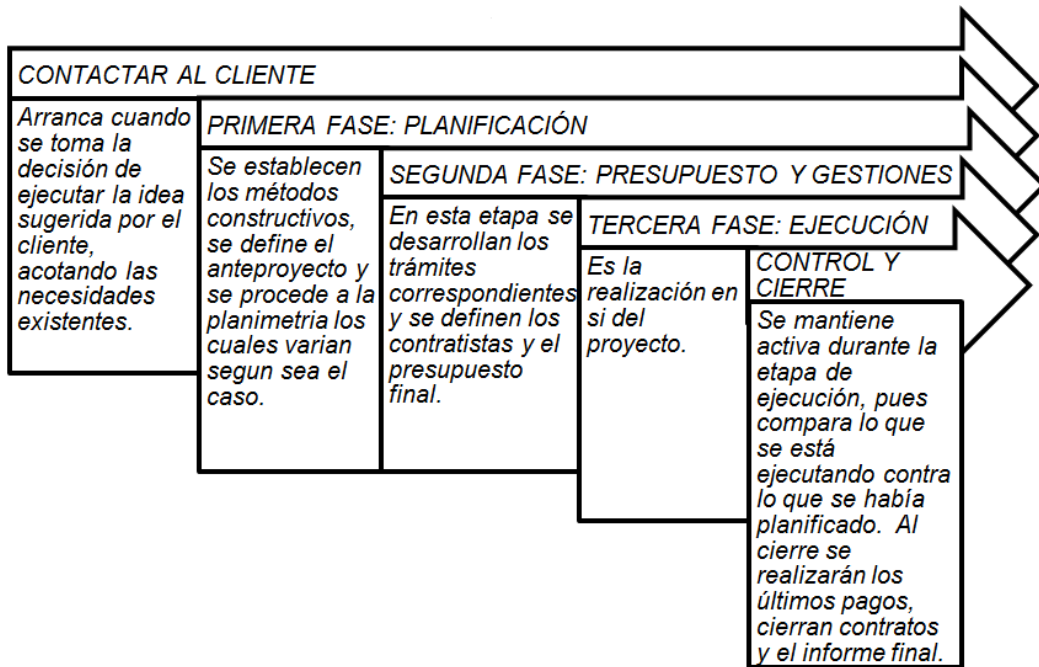 CONTACTAR AL CLIENTE
Arranca cuando
se toma la
decisión de
ejecutar la idea
sugerida por el
cliente,
acotando las
necesidades
existentes.
PRIMERA FASE: PLANIFICACIÓN
Se establecen
los métodos
constructivos,
se define el
anteproyecto y
se procede a la
planimetria los
cuales varian
segun sea el
caso.
SEGUNDA FASE: PRESUPUESTO Y GESTIONES
En esta etapa se
desarrollan los
trámites
correspondientes
y se definen los
contratistas y el
presupuesto
final.
TERCERA FASE: EJECUCIÓN
Es la
realización en
si del
proyecto.
CONTROL Y
CIERRE
Se mantiene
activa durante la
etapa de
ejecución, pues
compara lo que
se está
ejecutando contra
lo que se había
planificado. Al
cierre se
realizarán los
últimos pagos,
cierran contratos
y el informe final.